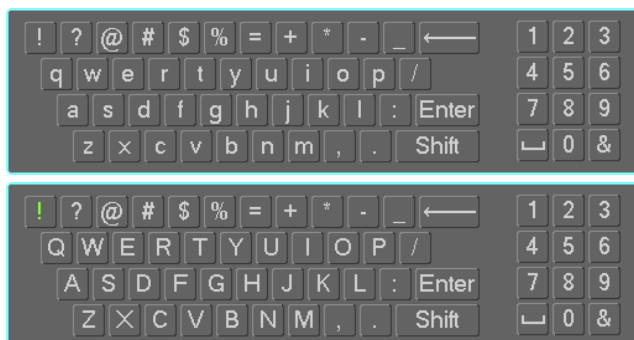 ! ? @ # $ % = + * - _ ← 1 2 3
q w e r t y u i o p / 4 5 6
a s d f g h j k l : Enter 7 8 9
z x c v b n m , . Shift ⎵ 0 &
! ? @ # $ % = + * - _ ← 1 2 3
Q W E R T Y U I O P / 4 5 6
A S D F G H J K L : Enter 7 8 9
Z X C V B N M , . Shift ⎵ 0 &